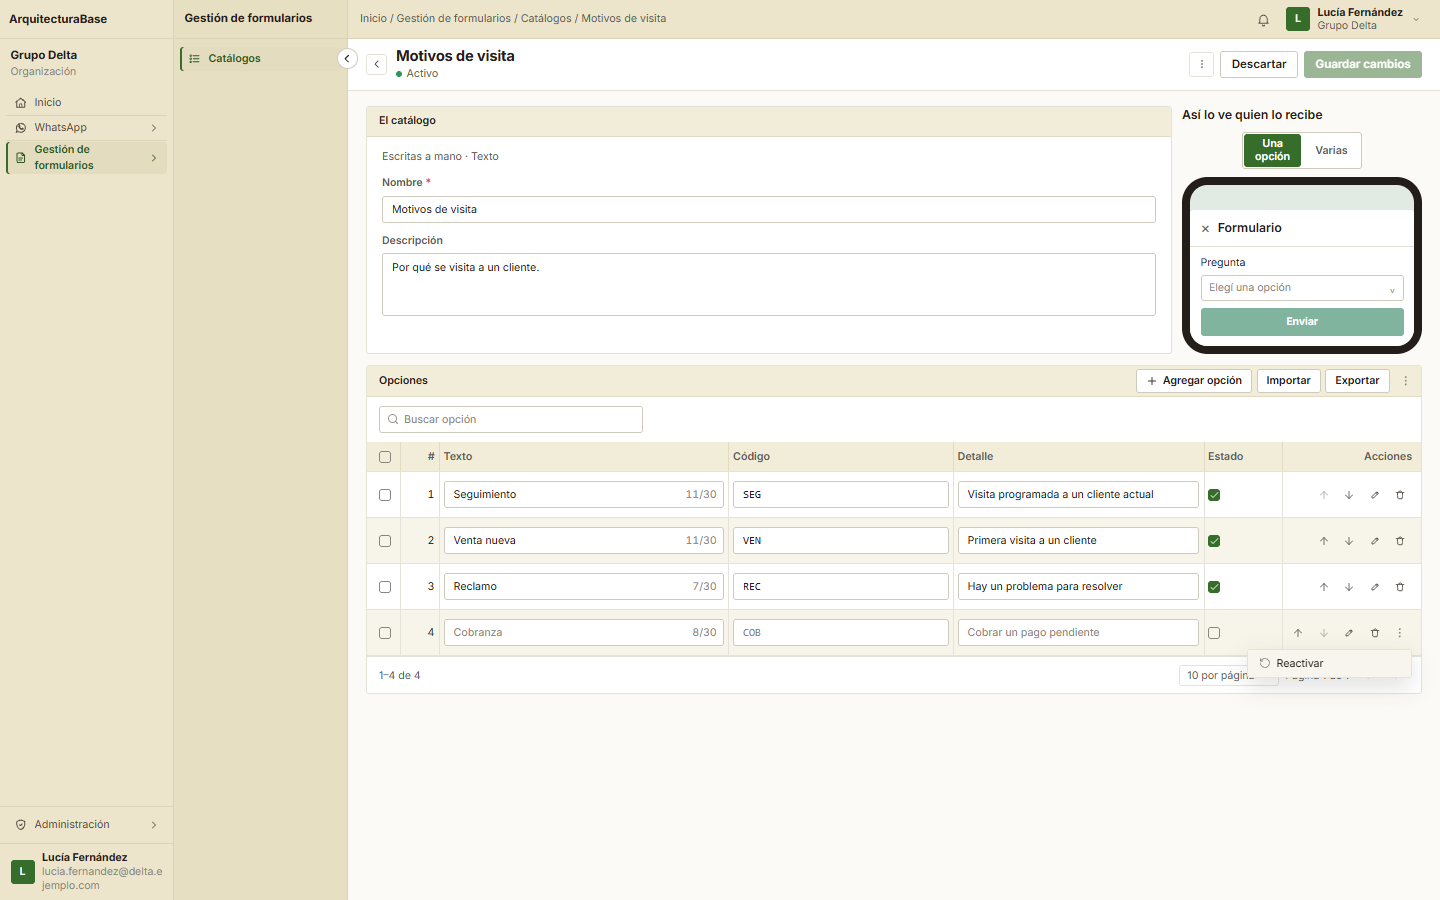 ArquitecturaBase
Grupo Delta
Organización
Inicio
WhatsApp
Gestión de
formularios
Administración
L
Lucía Fernández
lucia.fernandez@delta.e
jemplo.com
Gestión de formularios
Catálogos
Inicio / Gestión de formularios / Catálogos / Motivos de visita
L
Lucía Fernández
Grupo Delta
Motivos de visita
Activo
Descartar
Guardar cambios
El catálogo
Escritas a mano · Texto
Nombre *
Motivos de visita
Descripción
Por qué se visita a un cliente.
Así lo ve quien lo recibe
Una
opción
Varias
Formulario
Pregunta
Elegí una opción
Enviar
Opciones
Agregar opción
Importar
Exportar
Buscar opción
# Texto Código Detalle Estado Acciones
1 Seguimiento 11/30 SEG Visita programada a un cliente actual
2 Venta nueva 11/30 VEN Primera visita a un cliente
3 Reclamo 7/30 REC Hay un problema para resolver
4 Cobranza 8/30 COB Cobrar un pago pendiente
Reactivar
1–4 de 4
10 por página